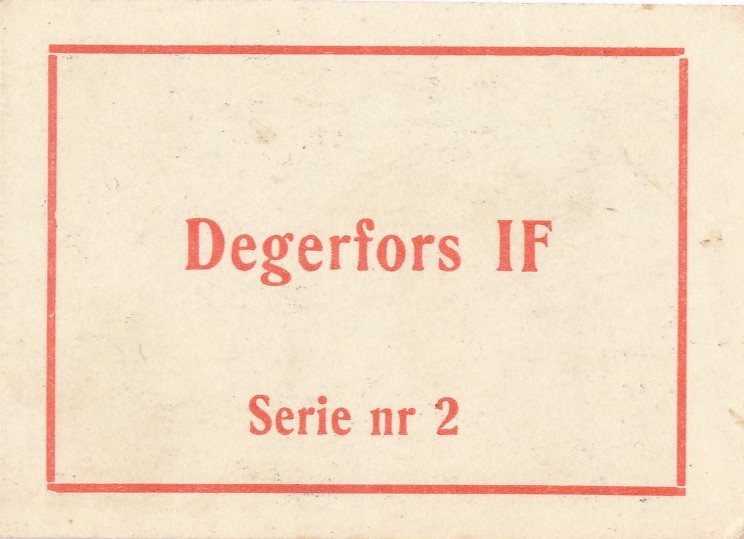 Degerfors IF
Serie nr 2